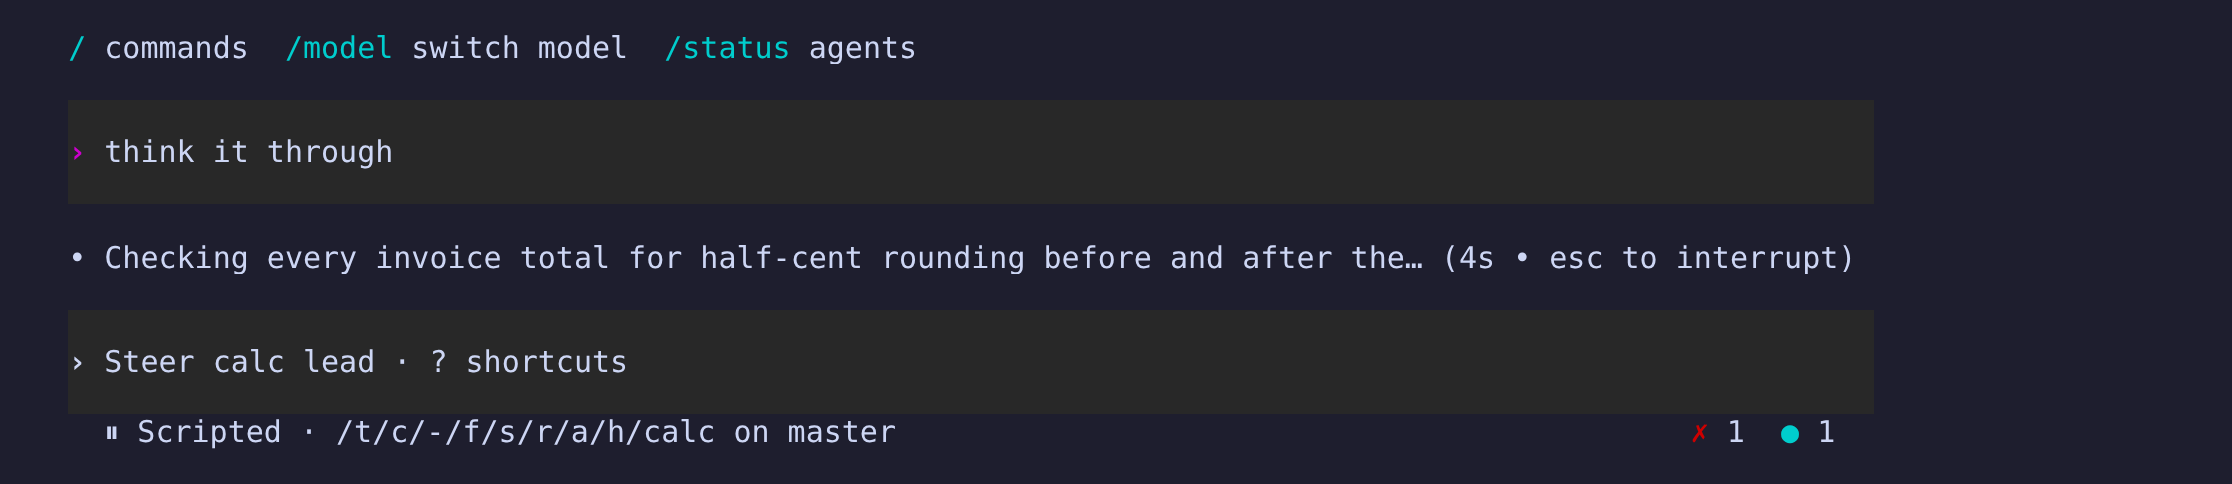 / commands  /model switch model  /status agents
› think it through
• Checking every invoice total for half-cent rounding before and after the… (4s • esc to interrupt)
› Steer calc lead · ? shortcuts
⏸ Scripted · /t/c/-/f/s/r/a/h/calc on master ✗ 1 ● 1